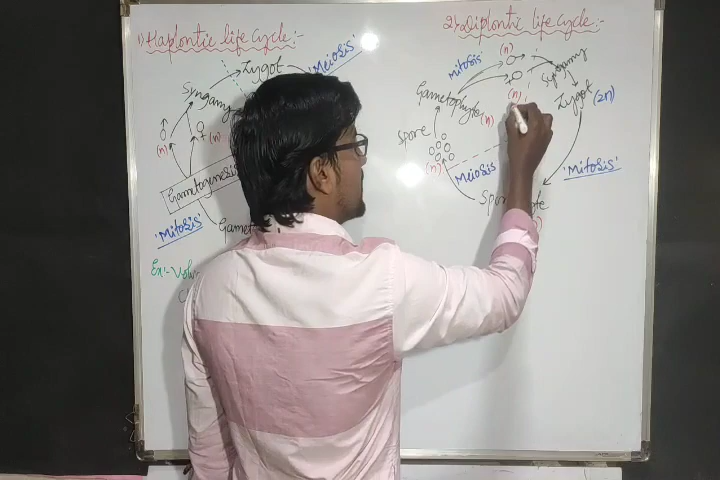 1) Haplontic life cycle:-
Zygot
'Meiosis'
Syngamy
♂
♀
(n)
(n)
Gametogenesis
'Mitosis'
Ex:-
2) Diplontic life cycle:-
(n)
Mitosis
Syngamy
Gametophyte
(n)
(n)
Zygot (2n)
Spore
(n)
Meiosis
'Mitosis'